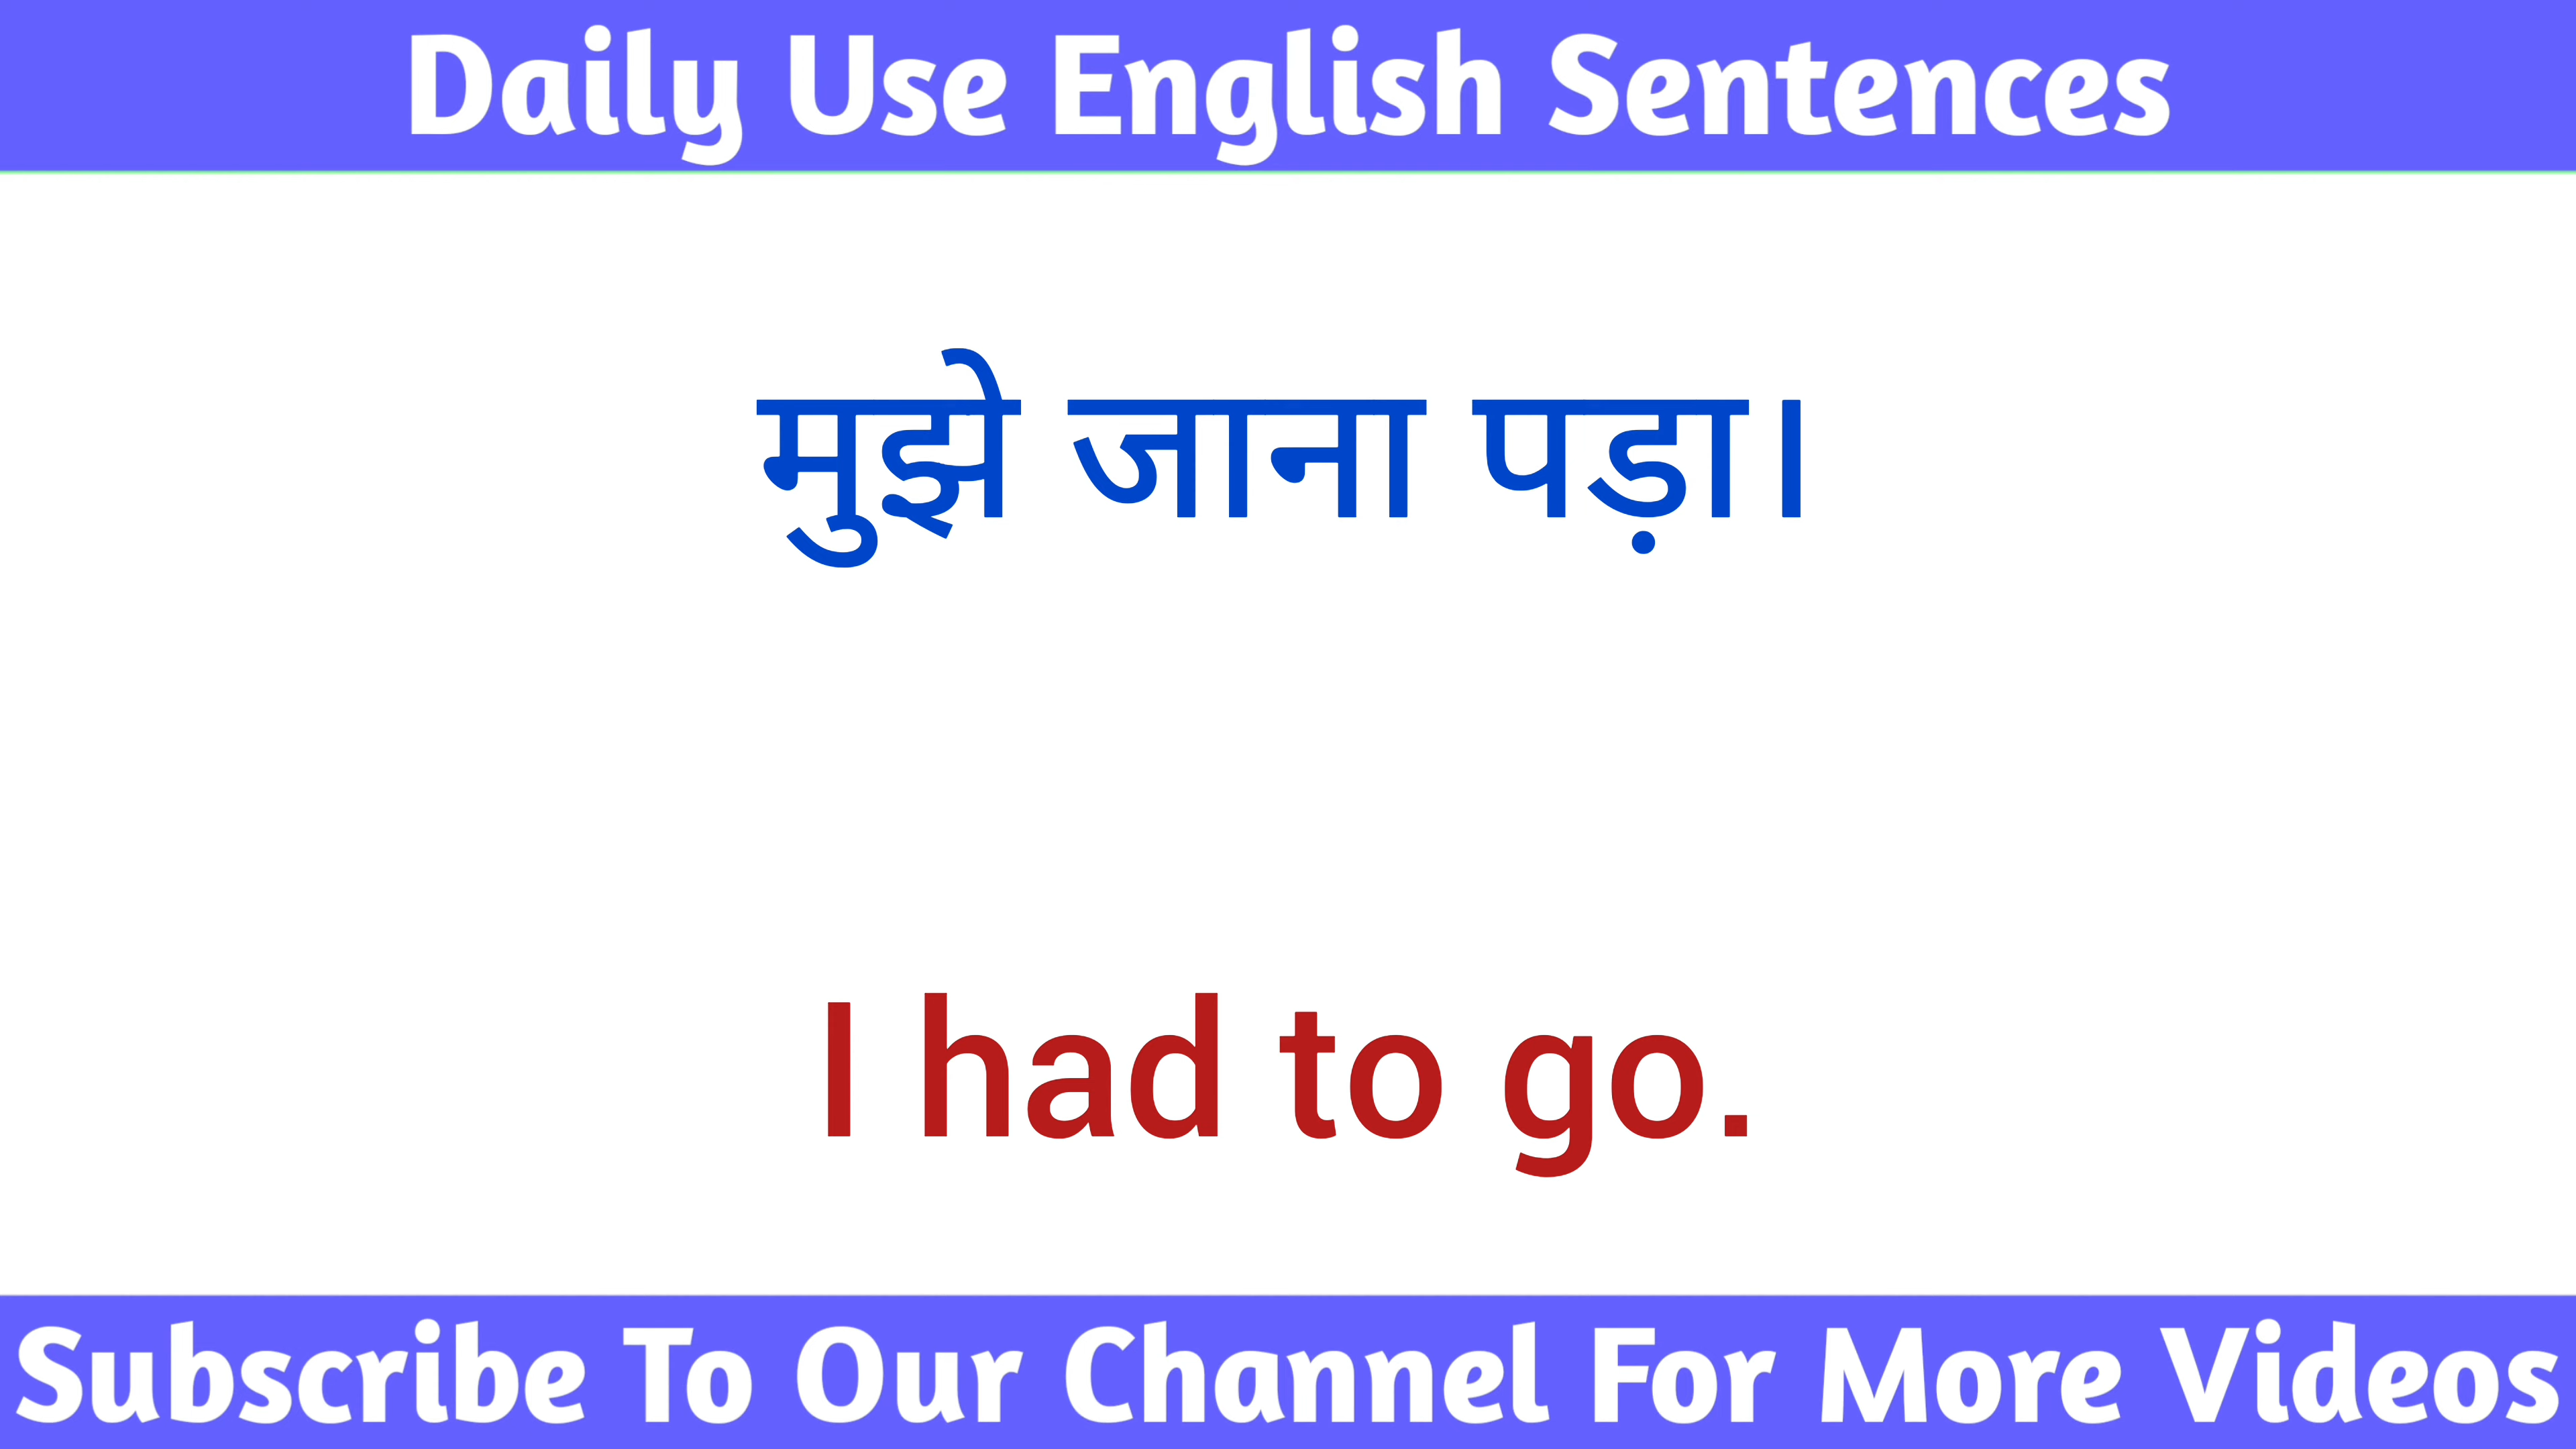 Daily Use English Sentences
मुझे जाना पड़ा।
I had to go.
Subscribe To Our Channel For More Videos